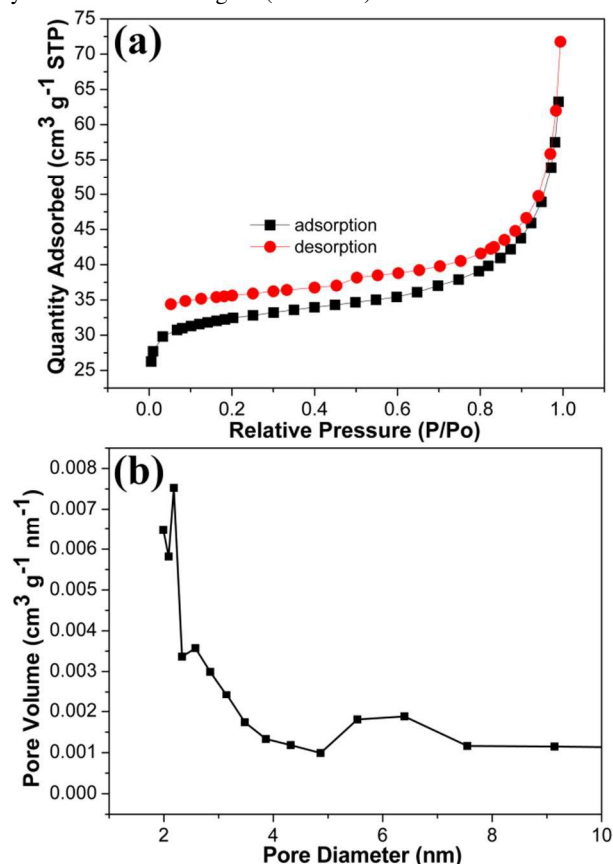 (a)
75
70
65
60
55
50
45
40
35
30
25
Quantity Adsorbed (cm³ g⁻¹ STP)
adsorption
desorption
0.0 0.2 0.4 0.6 0.8 1.0
Relative Pressure (P/Po)
(b)
0.008
0.007
0.006
0.005
0.004
0.003
0.002
0.001
0.000
Pore Volume (cm³ g⁻¹ nm⁻¹)
2 4 6 8 10
Pore Diameter (nm)